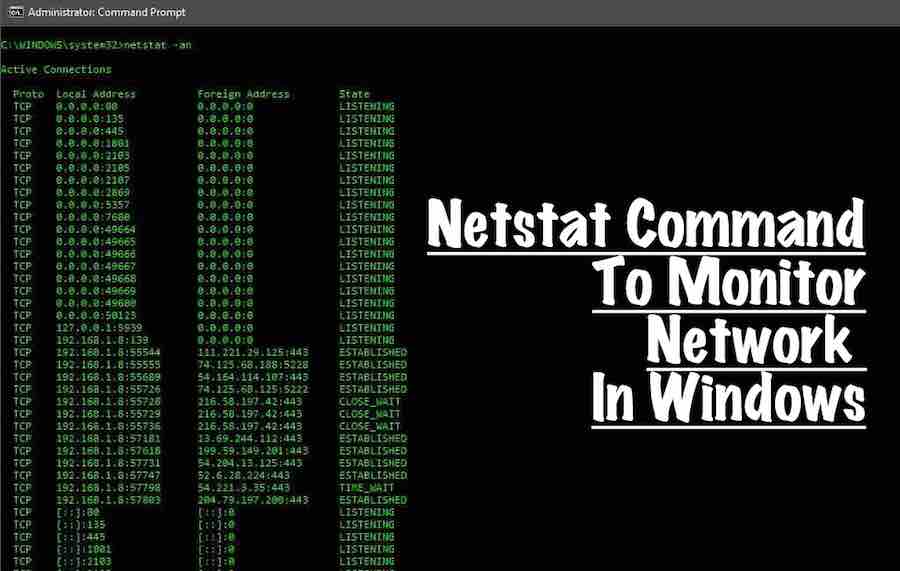 Administrator: Command Prompt
C:\WINDOWS\system32>netstat -an
Active Connections
Proto Local Address Foreign Address State
TCP 0.0.0.0:80 0.0.0.0:0 LISTENING
TCP 0.0.0.0:135 0.0.0.0:0 LISTENING
TCP 0.0.0.0:445 0.0.0.0:0 LISTENING
TCP 0.0.0.0:1801 0.0.0.0:0 LISTENING
TCP 0.0.0.0:2103 0.0.0.0:0 LISTENING
TCP 0.0.0.0:2105 0.0.0.0:0 LISTENING
TCP 0.0.0.0:2107 0.0.0.0:0 LISTENING
TCP 0.0.0.0:2869 0.0.0.0:0 LISTENING
TCP 0.0.0.0:5357 0.0.0.0:0 LISTENING
TCP 0.0.0.0:7680 0.0.0.0:0 LISTENING
TCP 0.0.0.0:49664 0.0.0.0:0 LISTENING
TCP 0.0.0.0:49665 0.0.0.0:0 LISTENING
TCP 0.0.0.0:49666 0.0.0.0:0 LISTENING
TCP 0.0.0.0:49667 0.0.0.0:0 LISTENING
TCP 0.0.0.0:49668 0.0.0.0:0 LISTENING
TCP 0.0.0.0:49669 0.0.0.0:0 LISTENING
TCP 0.0.0.0:49680 0.0.0.0:0 LISTENING
TCP 0.0.0.0:50123 0.0.0.0:0 LISTENING
TCP 127.0.0.1:5939 0.0.0.0:0 LISTENING
TCP 192.168.1.8:139 0.0.0.0:0 LISTENING
TCP 192.168.1.8:55544 111.221.29.125:443 ESTABLISHED
TCP 192.168.1.8:55555 74.125.68.188:5228 ESTABLISHED
TCP 192.168.1.8:55689 54.164.114.107:443 ESTABLISHED
TCP 192.168.1.8:55726 74.125.68.125:5222 ESTABLISHED
TCP 192.168.1.8:55728 216.58.197.42:443 CLOSE_WAIT
TCP 192.168.1.8:55729 216.58.197.42:443 CLOSE_WAIT
TCP 192.168.1.8:55736 216.58.197.42:443 CLOSE_WAIT
TCP 192.168.1.8:57181 13.69.244.112:443 ESTABLISHED
TCP 192.168.1.8:57618 199.59.149.201:443 ESTABLISHED
TCP 192.168.1.8:57731 54.204.13.125:443 ESTABLISHED
TCP 192.168.1.8:57747 52.6.28.224:443 ESTABLISHED
TCP 192.168.1.8:57798 54.221.3.35:443 TIME_WAIT
TCP 192.168.1.8:57803 204.79.197.200:443 ESTABLISHED
TCP [::]:80 [::]:0 LISTENING
TCP [::]:135 [::]:0 LISTENING
TCP [::]:445 [::]:0 LISTENING
TCP [::]:1801 [::]:0 LISTENING
TCP [::]:2103 [::]:0 LISTENING
Netstat Command
To Monitor
Network
In Windows